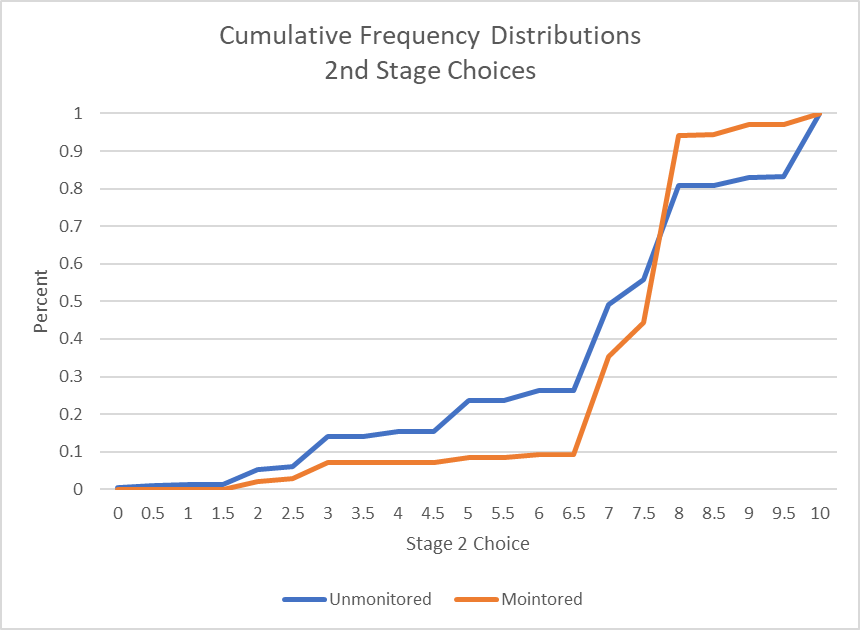 Cumulative Frequency Distributions
2nd Stage Choices
1
0.9
0.8
0.7
0.6
0.5
0.4
0.3
0.2
0.1
0
Percent
0 0.5 1 1.5 2 2.5 3 3.5 4 4.5 5 5.5 6 6.5 7 7.5 8 8.5 9 9.5 10
Stage 2 Choice
Unmonitored Mointored